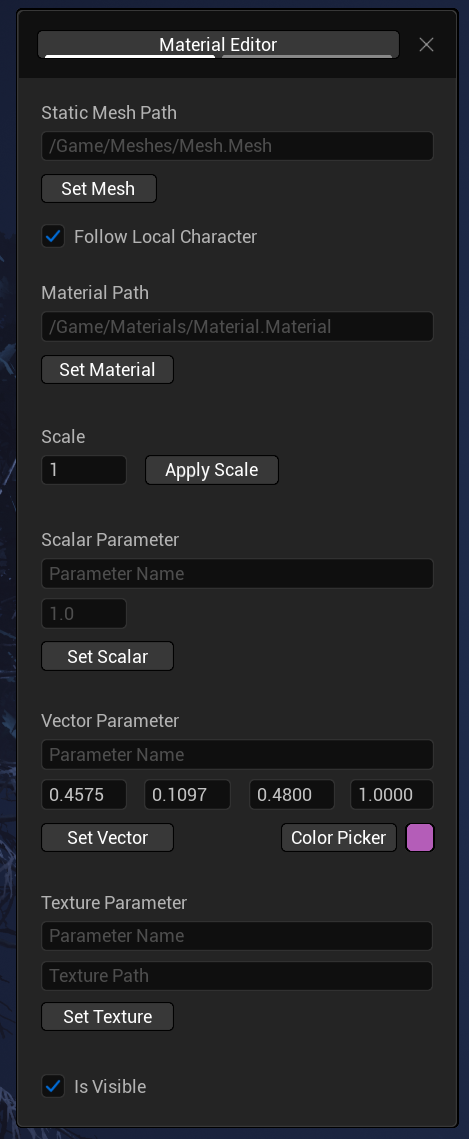 Material Editor
Static Mesh Path
/Game/Meshes/Mesh.Mesh
Set Mesh
Follow Local Character
Material Path
/Game/Materials/Material.Material
Set Material
Scale
1 Apply Scale
Scalar Parameter
Parameter Name
1.0
Set Scalar
Vector Parameter
Parameter Name
0.4575 0.1097 0.4800 1.0000
Set Vector Color Picker
Texture Parameter
Parameter Name
Texture Path
Set Texture
Is Visible